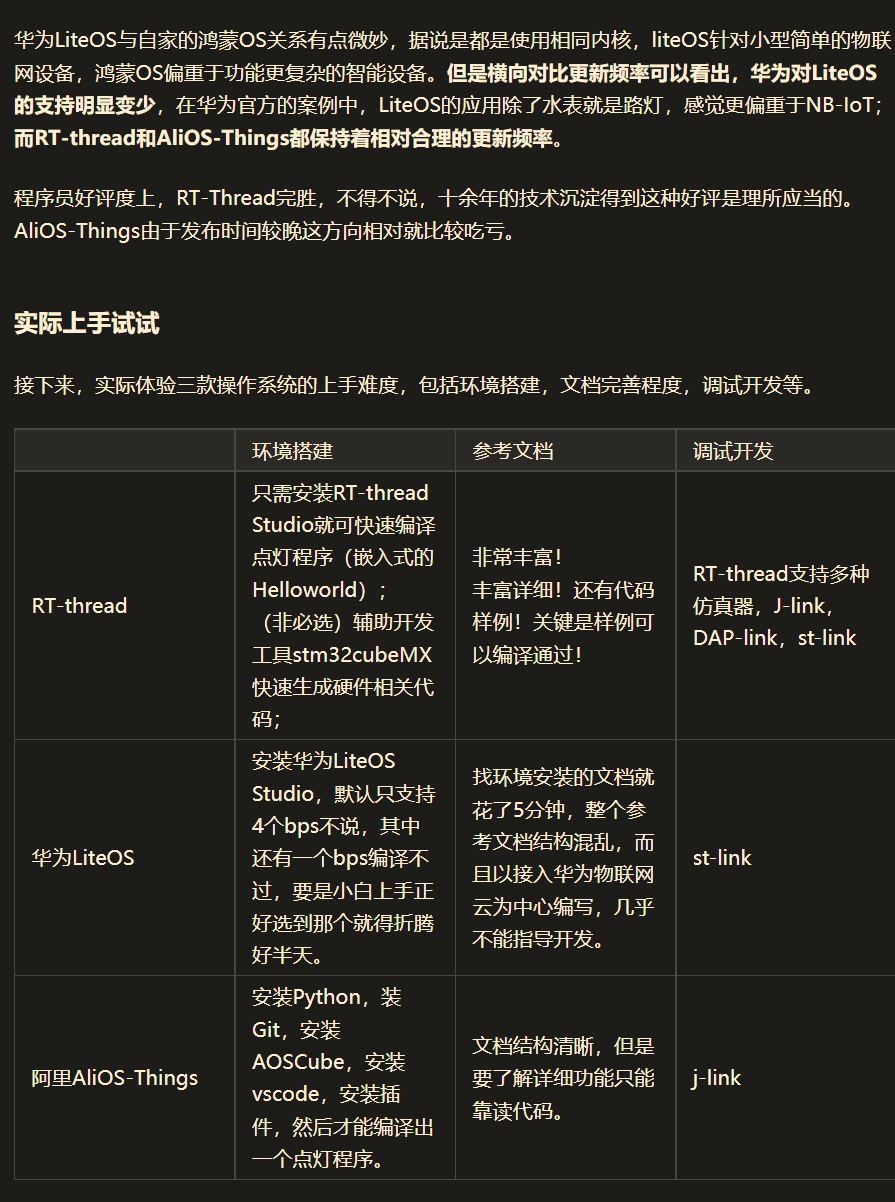 华为LiteOS与自家的鸿蒙OS关系有点微妙，据说是都是使用相同内核，liteOS针对小型简单的物联
网设备，鸿蒙OS偏重于功能更复杂的智能设备。但是横向对比更新频率可以看出，华为对LiteOS
的支持明显变少，在华为官方的案例中，LiteOS的应用除了水表就是路灯，感觉更偏重于NB-IoT；
而RT-thread和AliOS-Things都保持着相对合理的更新频率。
程序员好评度上，RT-Thread完胜，不得不说，十余年的技术沉淀得到这种好评是理所应当的。
AliOS-Things由于发布时间较晚这方向相对就比较吃亏。
实际上手试试
接下来，实际体验三款操作系统的上手难度，包括环境搭建，文档完善程度，调试开发等。
环境搭建
参考文档
调试开发
RT-thread
只需安装RT-thread
Studio就可快速编译
点灯程序（嵌入式的
Helloworld）；
（非必选）辅助开发
工具stm32cubeMX
快速生成硬件相关代
码；
非常丰富！
丰富详细！还有代码
样例！关键是样例可
以编译通过！
RT-thread支持多种
仿真器，J-link，
DAP-link，st-link
华为LiteOS
安装华为LiteOS
Studio，默认只支持
4个bps不说，其中
还有一个bps编译不
过，要是小白上手正
好选到那个就得折腾
好半天。
找环境安装的文档就
花了5分钟，整个参
考文档结构混乱，而
且以接入华为物联网
云为中心编写，几乎
不能指导开发。
st-link
阿里AliOS-Things
安装Python，装
Git，安装
AOSCube，安装
vscode，安装插
件，然后才能编译出
一个点灯程序。
文档结构清晰，但是
要了解详细功能只能
靠读代码。
j-link